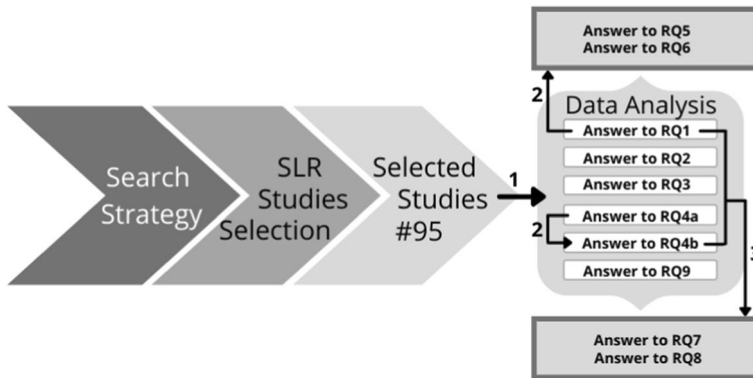 Search
Strategy
SLR
Studies
Selection
Selected
Studies
#95
1
Answer to RQ5
Answer to RQ6
2
Data Analysis
Answer to RQ1
Answer to RQ2
Answer to RQ3
Answer to RQ4a
2
Answer to RQ4b
Answer to RQ9
3
Answer to RQ7
Answer to RQ8